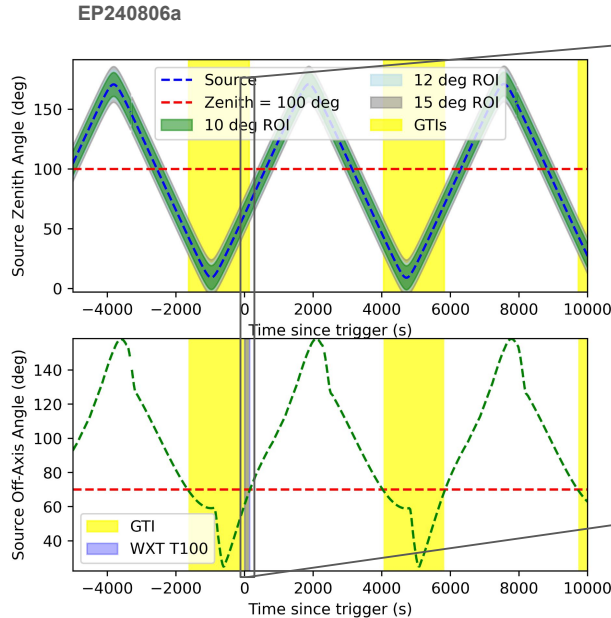 EP240806a
Source Zenith Angle (deg)
150
100
50
0
Source
Zenith = 100 deg
10 deg ROI
12 deg ROI
15 deg ROI
GTIs
−4000 −2000 0 2000 4000 6000 8000 10000
Time since trigger (s)
Source Off-Axis Angle (deg)
140
120
100
80
60
40
GTI
WXT T100
−4000 −2000 0 2000 4000 6000 8000 10000
Time since trigger (s)